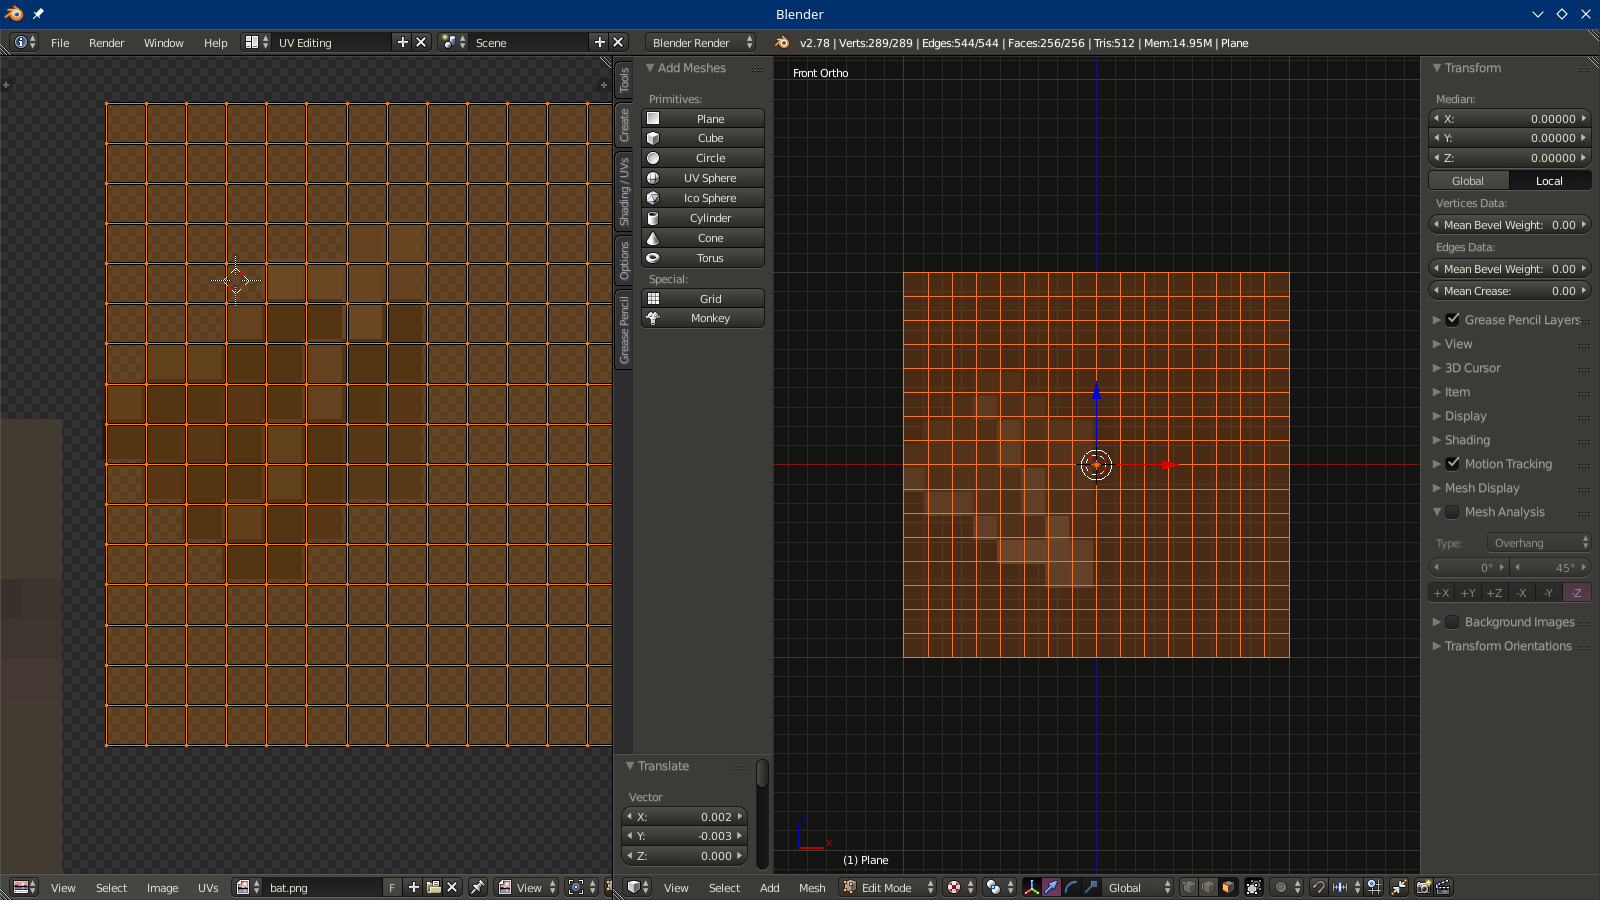 Blender
File Render Window Help UV Editing Scene Blender Render v2.78 | Verts:289/289 | Edges:544/544 | Faces:256/256 | Tris:512 | Mem:14.95M | Plane
Tools
Create
Shading / UVs
Options
Grease Pencil
Add Meshes
Primitives:
Plane
Cube
Circle
UV Sphere
Ico Sphere
Cylinder
Cone
Torus
Special:
Grid
Monkey
Translate
Vector
X: 0.002
Y: -0.003
Z: 0.000
Front Ortho
x
(1) Plane
Transform
Median:
X: 0.00000
Y: 0.00000
Z: 0.00000
Global Local
Vertices Data:
Mean Bevel Weight: 0.00
Edges Data:
Mean Bevel Weight: 0.00
Mean Crease: 0.00
Grease Pencil Layers
View
3D Cursor
Item
Display
Shading
Motion Tracking
Mesh Display
Mesh Analysis
Type: Overhang
0° 45°
+X +Y +Z -X -Y -Z
Background Images
Transform Orientations
View Select Image UVs bat.png F View
View Select Add Mesh Edit Mode Global